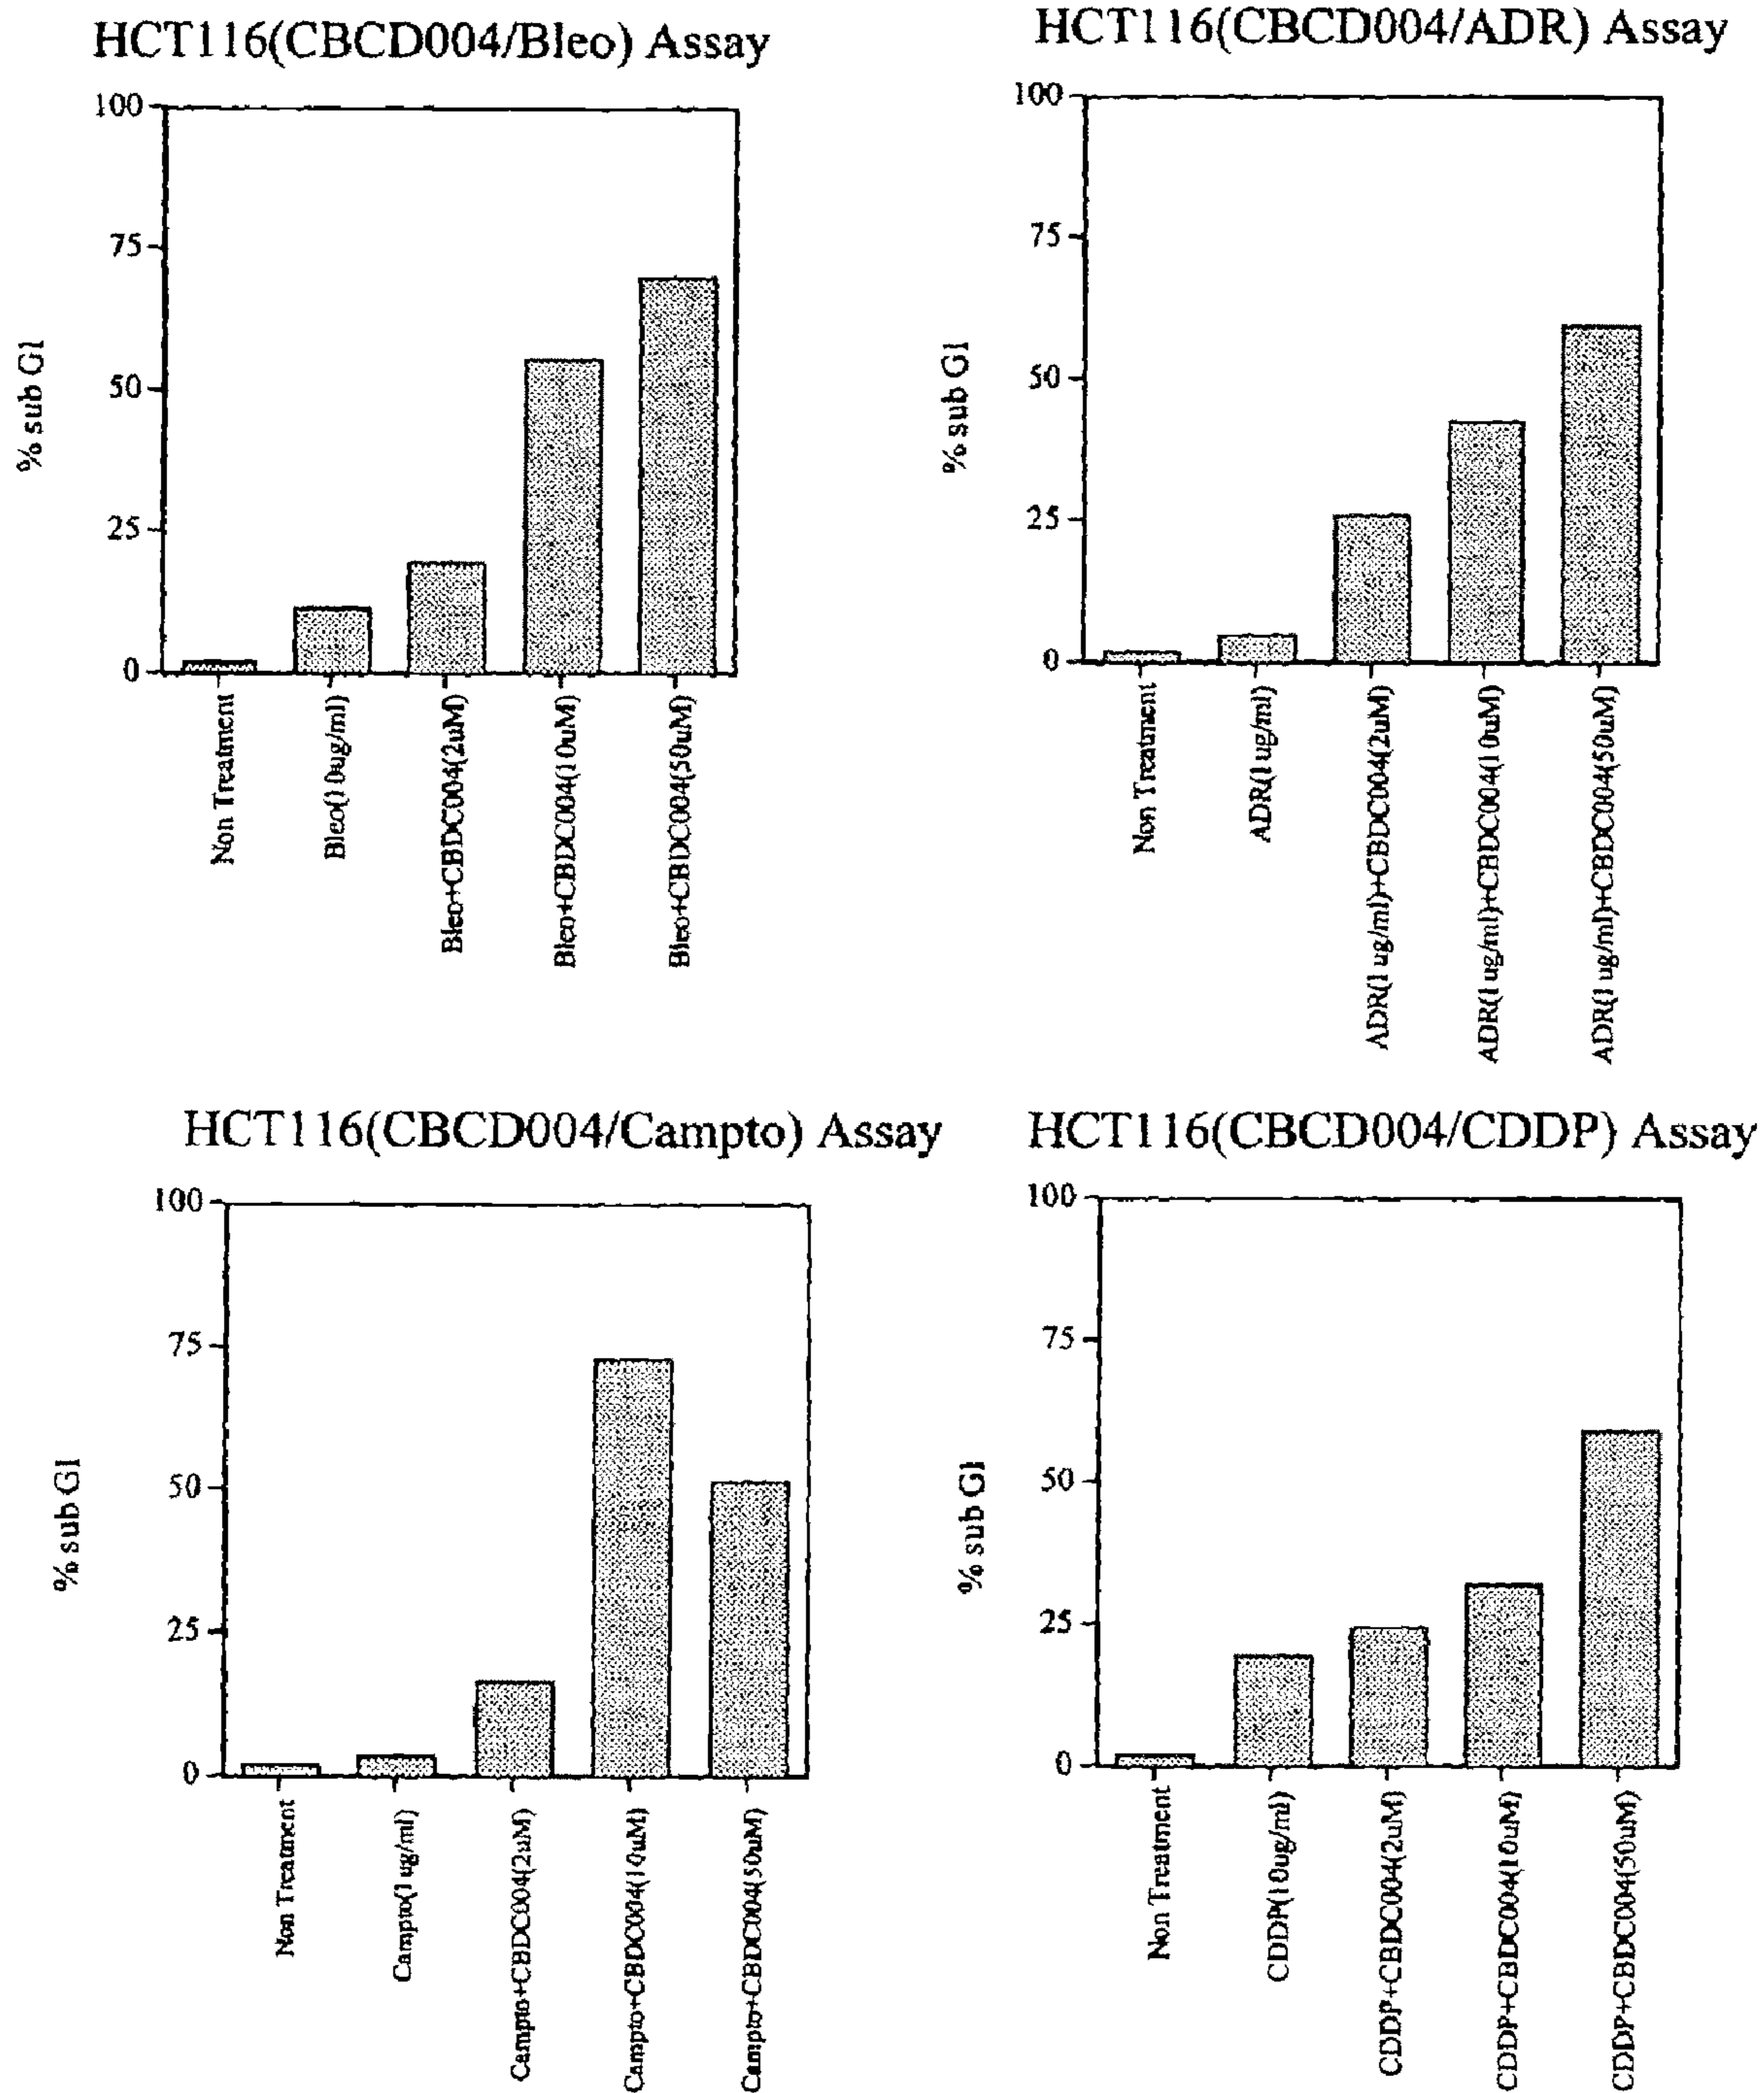 HCT116(CBCD004/Bleo) Assay
100
75
50
25
0
% sub G1
Non Treatment
Bleo(10ug/ml)
Bleo+CBDC004(2uM)
Bleo+CBDC004(10uM)
Bleo+CBDC004(50uM)
HCT116(CBCD004/ADR) Assay
100
75
50
25
0
% sub G1
Non Treatment
ADR(1ug/ml)
ADR(1ug/ml)+CBDC004(2uM)
ADR(1ug/ml)+CBDC004(10uM)
ADR(1ug/ml)+CBDC004(50uM)
HCT116(CBCD004/Campto) Assay
100
75
50
25
0
% sub G1
Non Treatment
Campto(1ug/ml)
Campto+CBDC004(2uM)
Campto+CBDC004(10uM)
Campto+CBDC004(50uM)
HCT116(CBCD004/CDDP) Assay
100
75
50
25
0
% sub G1
Non Treatment
CDDP(10ug/ml)
CDDP+CBDC004(2uM)
CDDP+CBDC004(10uM)
CDDP+CBDC004(50uM)